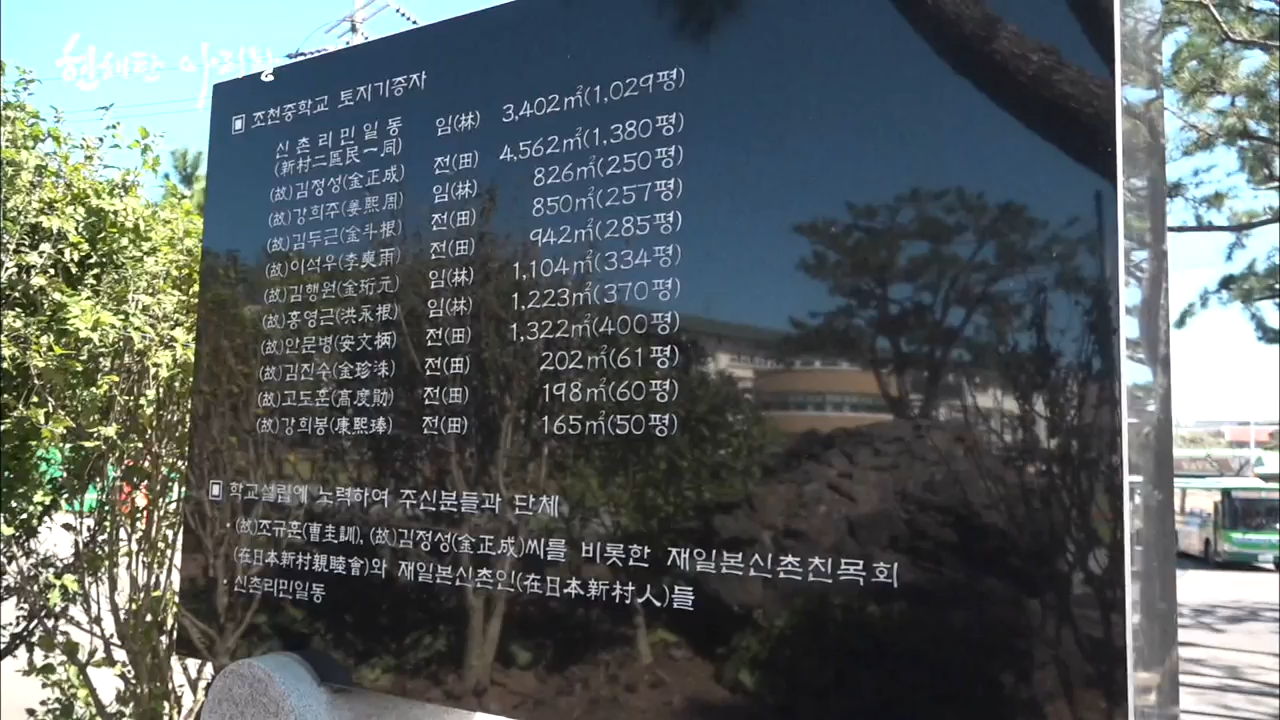 현해탄 아리랑
▣ 조천중학교 토지기증자
신촌리민일동 임(林) 3,402㎡(1,029평)
(新村二區民一同)
(故)김정성(金正成) 전(田) 4,562㎡(1,380평)
(故)강희주(姜熙周) 임(林) 826㎡(250평)
(故)김두근(金斗根) 전(田) 850㎡(257평)
(故)이석우(李奭雨) 전(田) 942㎡(285평)
(故)김행원(金珩元) 임(林) 1,104㎡(334평)
(故)홍영근(洪永根) 임(林) 1,223㎡(370평)
(故)안문병(安文柄) 전(田) 1,322㎡(400평)
(故)김진수(金珍洙) 전(田) 202㎡(61평)
(故)고도훈(高度勛) 전(田) 198㎡(60평)
(故)강희봉(康熙琫) 전(田) 165㎡(50평)
▣ 학교설립에 노력하여 주신분들과 단체
· (故)조규훈(曺圭訓), (故)김정성(金正成)씨를 비롯한 재일본신촌친목회
(在日本新村親睦會)와 재일본신촌인(在日本新村人)들
· 신촌리민일동